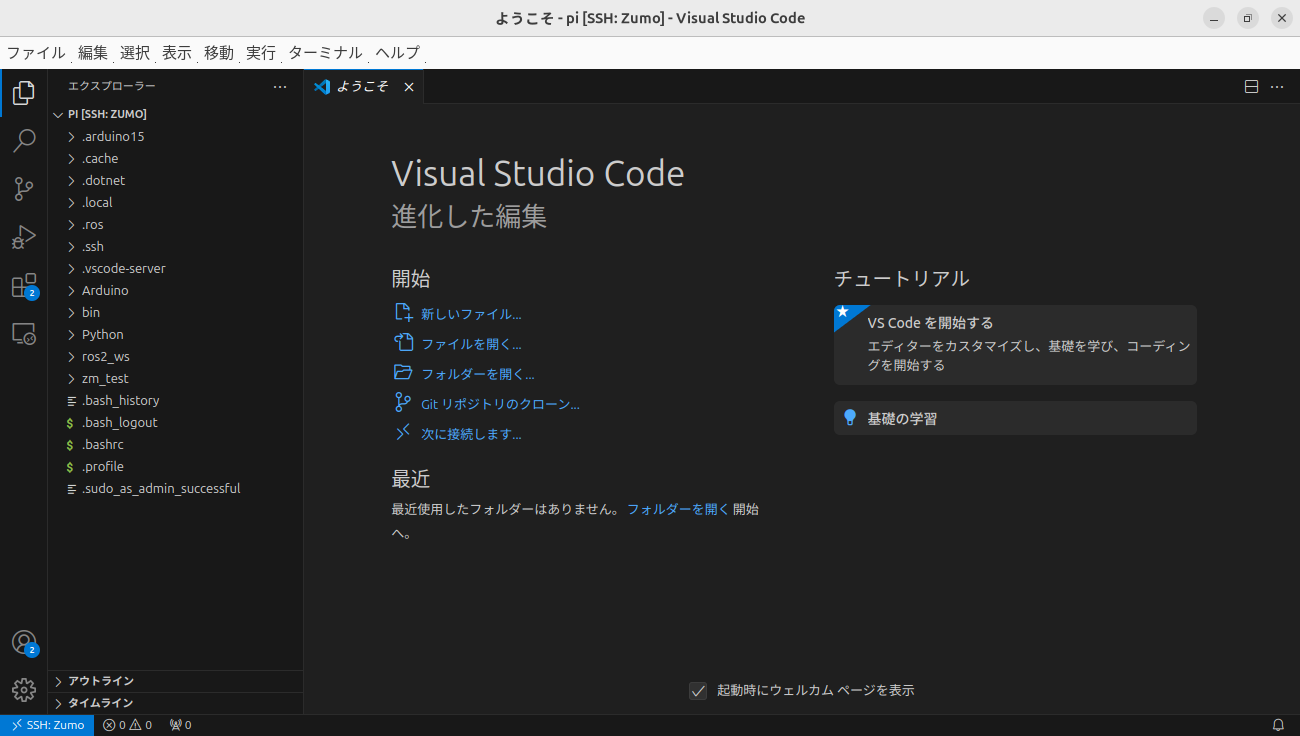 ようこそ - pi [SSH: Zumo] - Visual Studio Code
ファイル 編集 選択 表示 移動 実行 ターミナル ヘルプ
エクスプローラー
PI [SSH: ZUMO]
.arduino15
.cache
.dotnet
.local
.ros
.ssh
.vscode-server
Arduino
bin
Python
ros2_ws
zm_test
.bash_history
.bash_logout
.bashrc
.profile
.sudo_as_admin_successful
アウトライン
タイムライン
2
2
ようこそ
Visual Studio Code
進化した編集
開始
新しいファイル...
ファイルを開く...
フォルダーを開く...
Git リポジトリのクローン...
次に接続します...
最近
最近使用したフォルダーはありません。フォルダーを開く 開始
へ。
チュートリアル
VS Code を開始する
エディターをカスタマイズし、基礎を学び、コーディン
グを開始する
基礎の学習
起動時にウェルカム ページを表示
SSH: Zumo 0 0 0